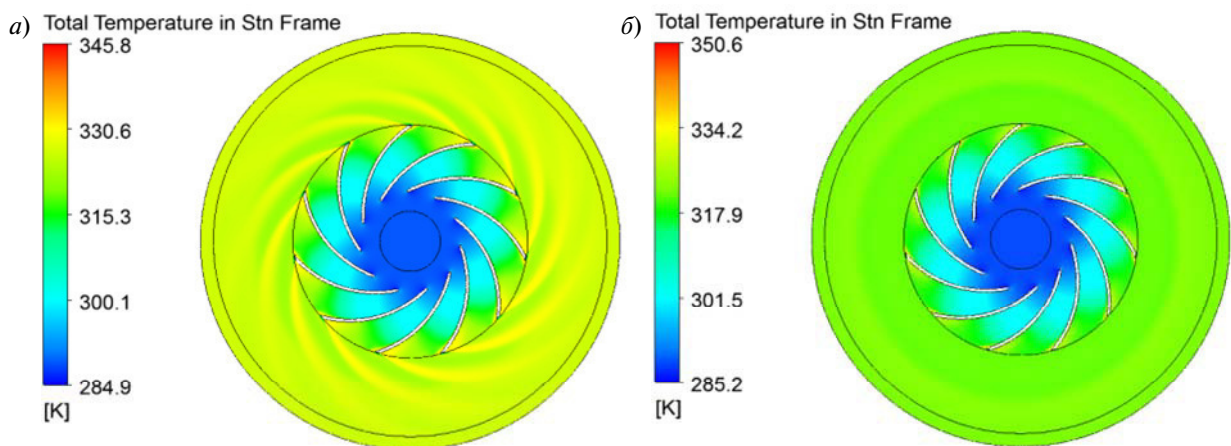 а)
Total Temperature in Stn Frame
345.8
330.6
315.3
300.1
284.9
[K]
б)
Total Temperature in Stn Frame
350.6
334.2
317.9
301.5
285.2
[K]